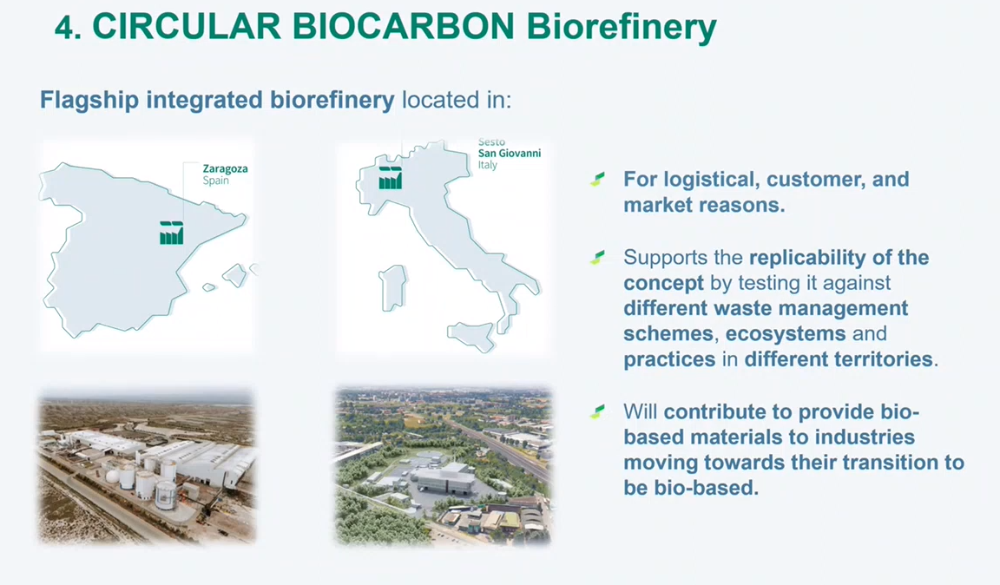 4. CIRCULAR BIOCARBON Biorefinery
Flagship integrated biorefinery located in:
Zaragoza
Spain
Sesto
San Giovanni
Italy
For logistical, customer, and
market reasons.
Supports the replicability of the
concept by testing it against
different waste management
schemes, ecosystems and
practices in different territories.
Will contribute to provide bio-
based materials to industries
moving towards their transition to
be bio-based.